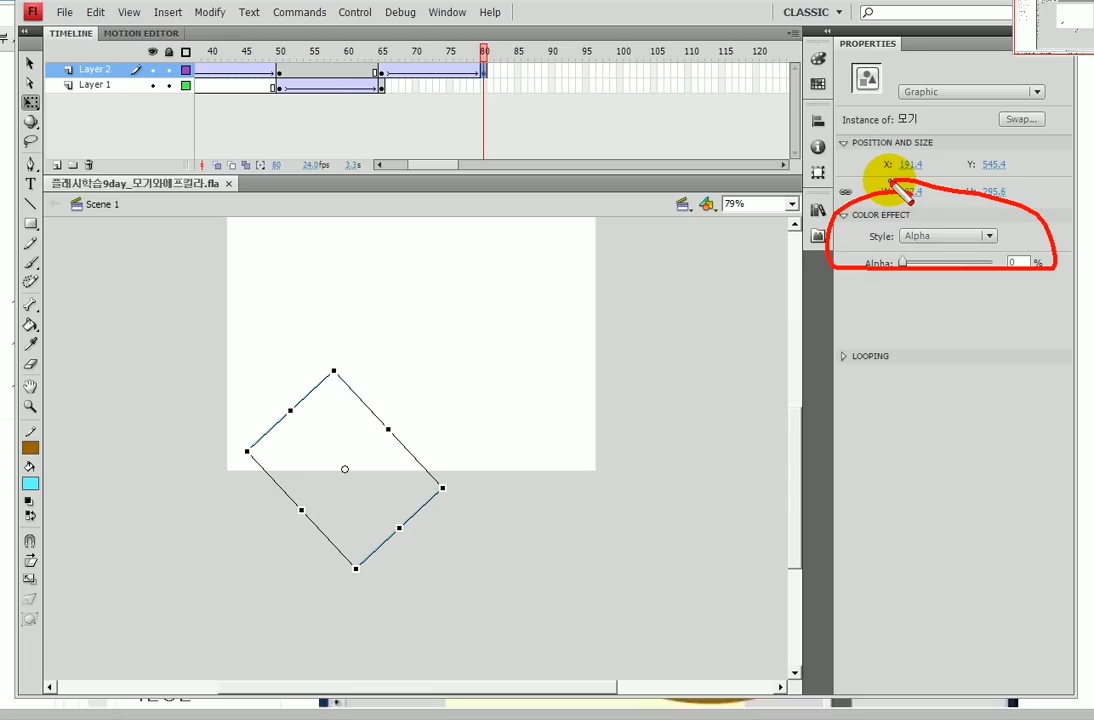 Fl File Edit View Insert Modify Text Commands Control Debug Window Help CLASSIC
TIMELINE MOTION EDITOR
40 45 50 55 60 65 70 75 80 85 90 95 100 105 110 115 120
Layer 2
Layer 1
80 24.0fps 3.3s
플래시학습9day_모기와에프킬라.fla
Scene 1
79%
PROPERTIES
Graphic
Instance of: 모기
Swap...
POSITION AND SIZE
X: 191.4 Y: 545.4
295.6
COLOR EFFECT
Style: Alpha
Alpha: 0 %
LOOPING